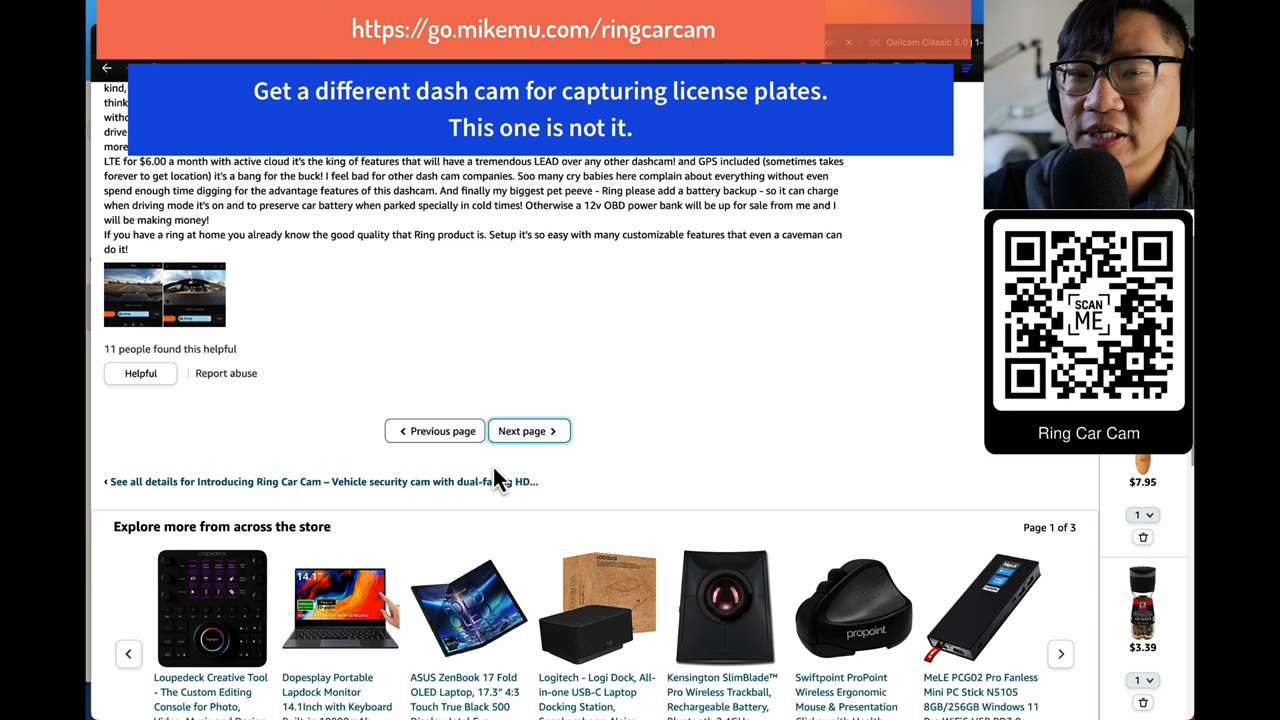 https://go.mikemu.com/ringcarcam
Owlcam Classic 5.0 | 1-
Get a different dash cam for capturing license plates.
This one is not it.
kind,
think
witho
drive
more
LTE for $6.00 a month with active cloud it's the king of features that will have a tremendous LEAD over any other dashcam! and GPS included (sometimes takes
forever to get location) it's a bang for the buck! I feel bad for other dash cam companies. Soo many cry babies here complain about everything without even
spend enough time digging for the advantage features of this dashcam. And finally my biggest pet peeve - Ring please add a battery backup - so it can charge
when driving mode it's on and to preserve car battery when parked specially in cold times! Otherwise a 12v OBD power bank will be up for sale from me and I
will be making money!
If you have a ring at home you already know the good quality that Ring product is. Setup it's so easy with many customizable features that even a caveman can
do it!
11 people found this helpful
Helpful
Report abuse
SCAN
ME
Ring Car Cam
Previous page
Next page
See all details for Introducing Ring Car Cam – Vehicle security cam with dual-facing HD...
$7.95
1
Explore more from across the store
Page 1 of 3
loupedeck
14.1"
LOGI DOCK
propoint
MeLE
$3.39
1
Loupedeck Creative Tool
- The Custom Editing
Console for Photo,
Dopesplay Portable
Lapdock Monitor
14.1Inch with Keyboard
ASUS ZenBook 17 Fold
OLED Laptop, 17.3” 4:3
Touch True Black 500
Logitech - Logi Dock, All-
in-one USB-C Laptop
Docking Station,
Kensington SlimBlade™
Pro Wireless Trackball,
Rechargeable Battery,
Swiftpoint ProPoint
Wireless Ergonomic
Mouse & Presentation
MeLE PCG02 Pro Fanless
Mini PC Stick N5105
8GB/256GB Windows 11